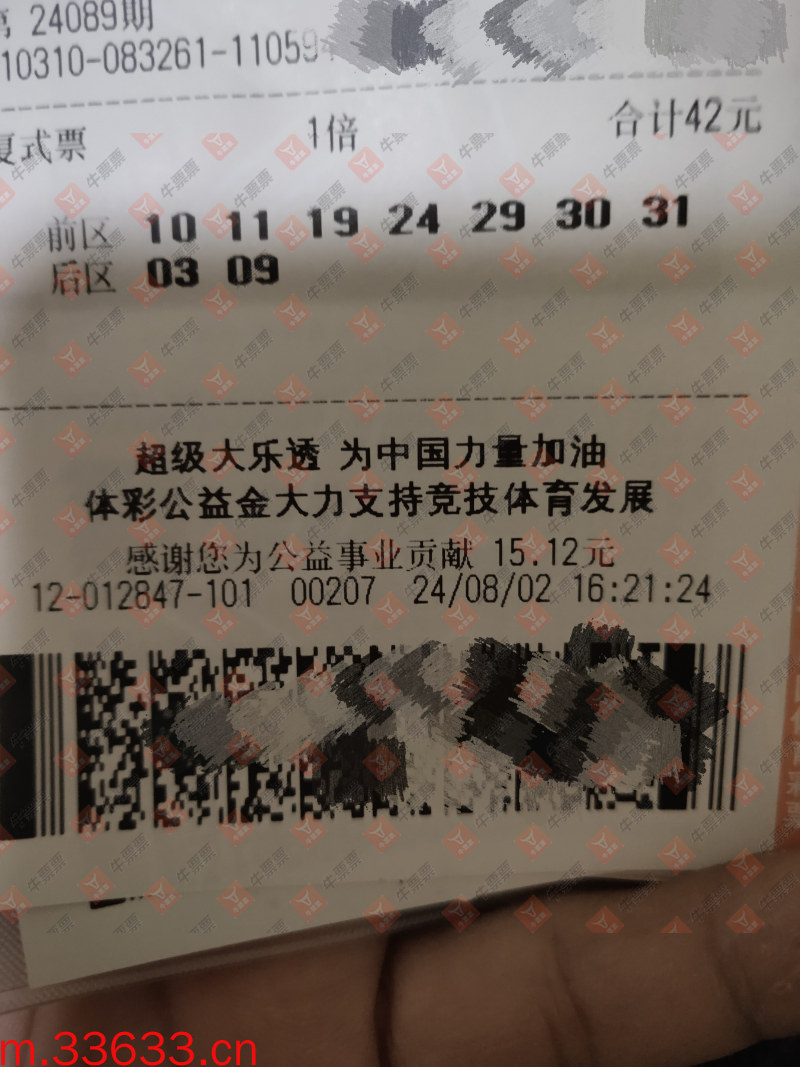 24089期
10310-083261-11059
复式票 1倍 合计42元
前区 10 11 19 24 29 30 31
后区 03 09
超级大乐透 为中国力量加油
体彩公益金大力支持竞技体育发展
感谢您为公益事业贡献 15.12元
12-012847-101 00207 24/08/02 16:21:24
牛票票
m.33633.cn